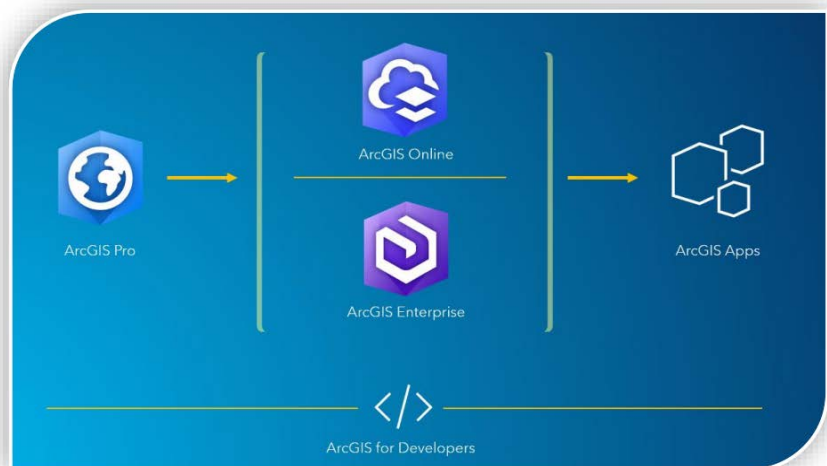 ArcGIS Online
ArcGIS Pro
ArcGIS Apps
ArcGIS Enterprise
</>
ArcGIS for Developers